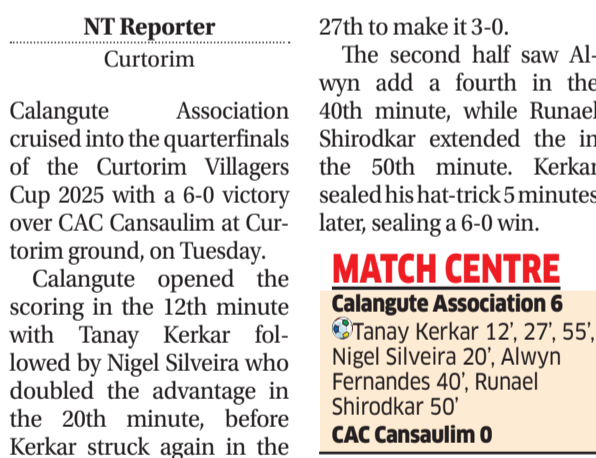 NT Reporter
Curtorim
Calangute Association
cruised into the quarterfinals
of the Curtorim Villagers
Cup 2025 with a 6-0 victory
over CAC Cansaulim at Cur-
torim ground, on Tuesday.
Calangute opened the
scoring in the 12th minute
with Tanay Kerkar fol-
lowed by Nigel Silveira who
doubled the advantage in
the 20th minute, before
Kerkar struck again in the
27th to make it 3-0.
The second half saw Al-
wyn add a fourth in the
40th minute, while Runael
Shirodkar extended the in
the 50th minute. Kerkar
sealed his hat-trick 5 minutes
later, sealing a 6-0 win.
MATCH CENTRE
Calangute Association 6
Tanay Kerkar 12’, 27’, 55’,
Nigel Silveira 20’, Alwyn
Fernandes 40’, Runael
Shirodkar 50’
CAC Cansaulim 0